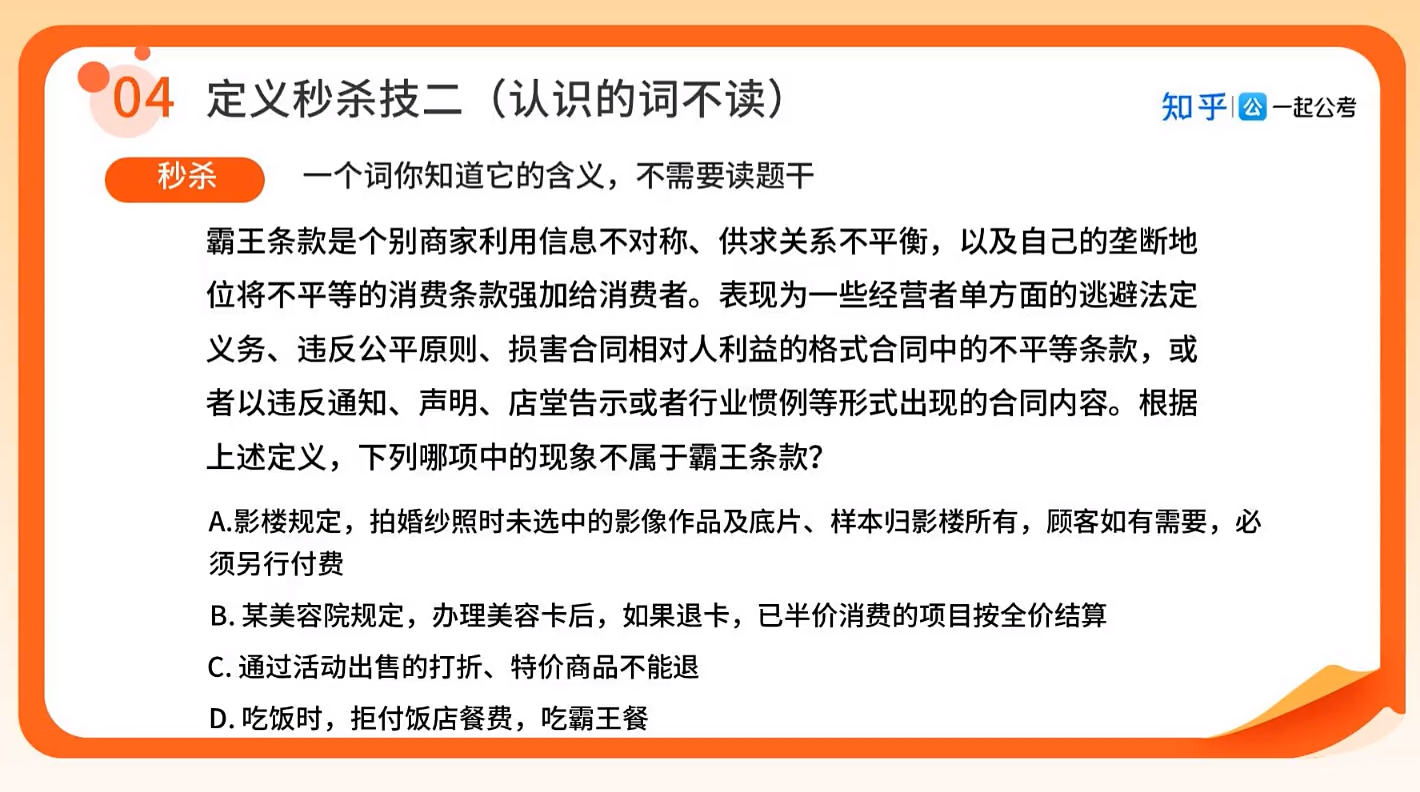 04 定义秒杀技二（认识的词不读）
知乎 | 公 一起公考
秒杀 一个词你知道它的含义，不需要读题干
霸王条款是个别商家利用信息不对称、供求关系不平衡，以及自己的垄断地
位将不平等的消费条款强加给消费者。表现为一些经营者单方面的逃避法定
义务、违反公平原则、损害合同相对人利益的格式合同中的不平等条款，或
者以违反通知、声明、店堂告示或者行业惯例等形式出现的合同内容。根据
上述定义，下列哪项中的现象不属于霸王条款？
A.影楼规定，拍婚纱照时未选中的影像作品及底片、样本归影楼所有，顾客如有需要，必
须另行付费
B. 某美容院规定，办理美容卡后，如果退卡，已半价消费的项目按全价结算
C. 通过活动出售的打折、特价商品不能退
D. 吃饭时，拒付饭店餐费，吃霸王餐